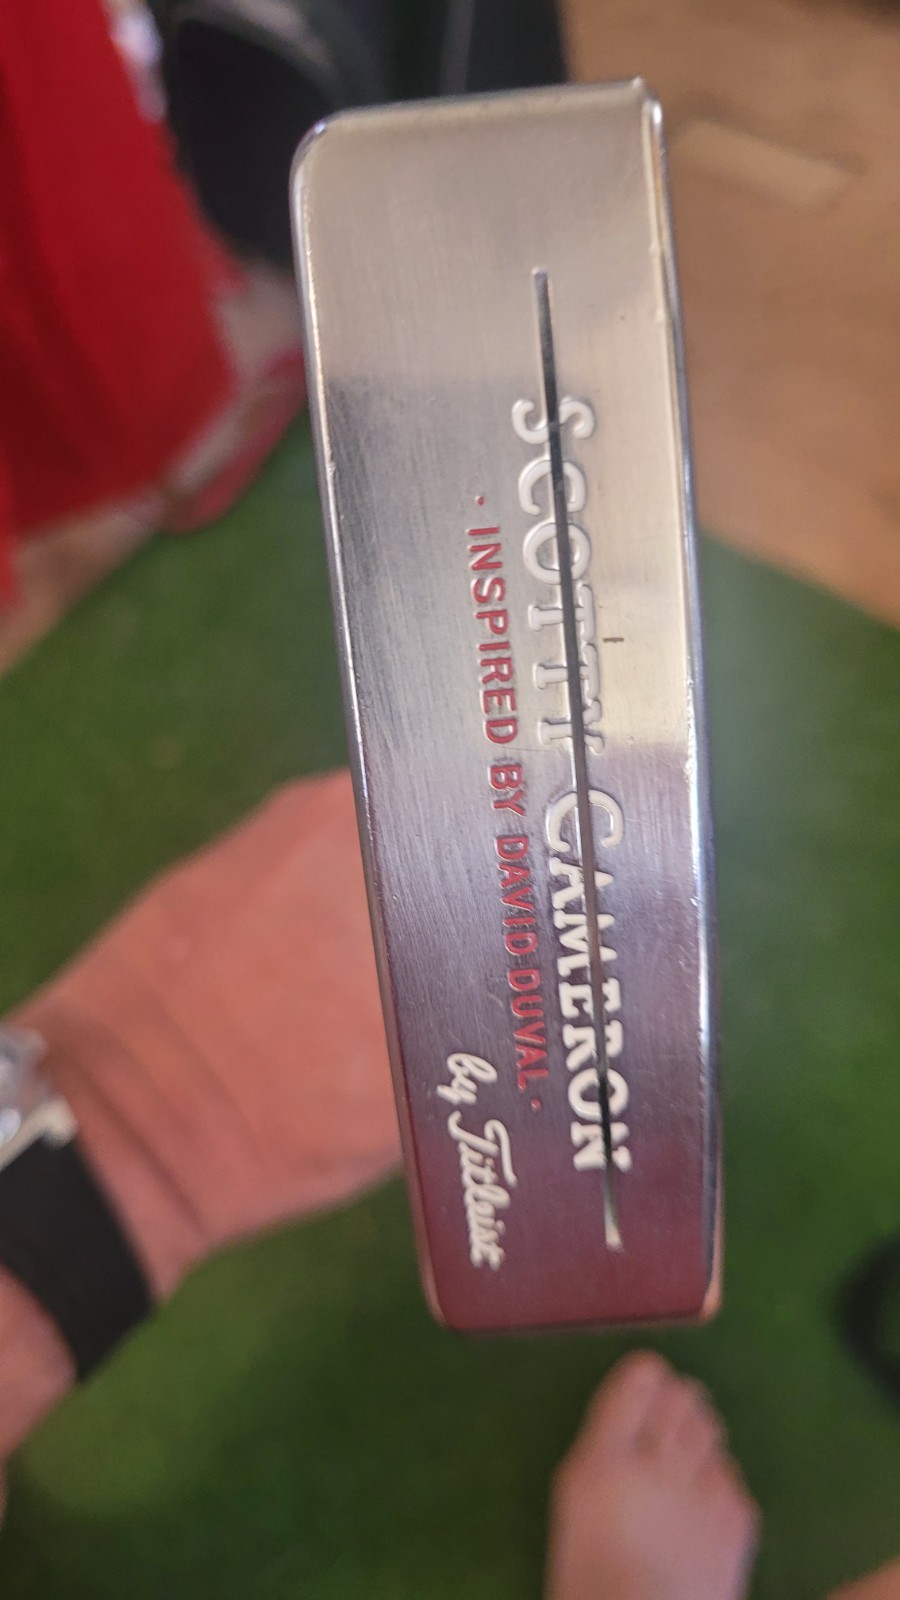 SCOTTY CAMERON
· INSPIRED BY DAVID DUVAL ·
by Titleist